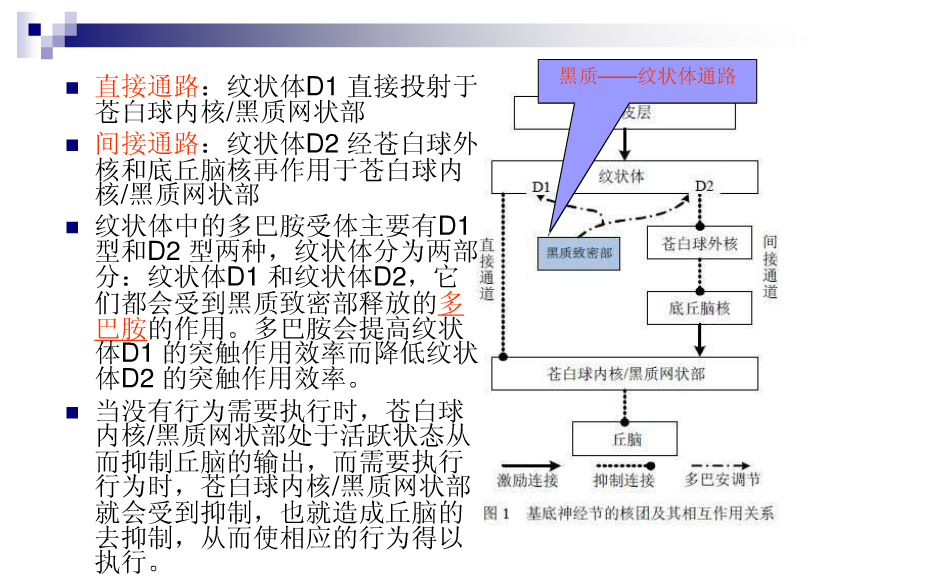 直接通路：纹状体D1 直接投射于
苍白球内核/黑质网状部
间接通路：纹状体D2 经苍白球外
核和底丘脑核再作用于苍白球内
核/黑质网状部
纹状体中的多巴胺受体主要有D1
型和D2 型两种，纹状体分为两部
分：纹状体D1 和纹状体D2，它
们都会受到黑质致密部释放的多
巴胺的作用。多巴胺会提高纹状
体D1 的突触作用效率而降低纹状
体D2 的突触作用效率。
当没有行为需要执行时，苍白球
内核/黑质网状部处于活跃状态从
而抑制丘脑的输出，而需要执行
行为时，苍白球内核/黑质网状部
就会受到抑制，也就造成丘脑的
去抑制，从而使相应的行为得以
执行。
黑质——纹状体通路
皮层
纹状体
D1
D2
黑质致密部
苍白球外核
直接通道
间接通道
底丘脑核
苍白球内核/黑质网状部
丘脑
激励连接
抑制连接
多巴安调节
图 1 基底神经节的核团及其相互作用关系